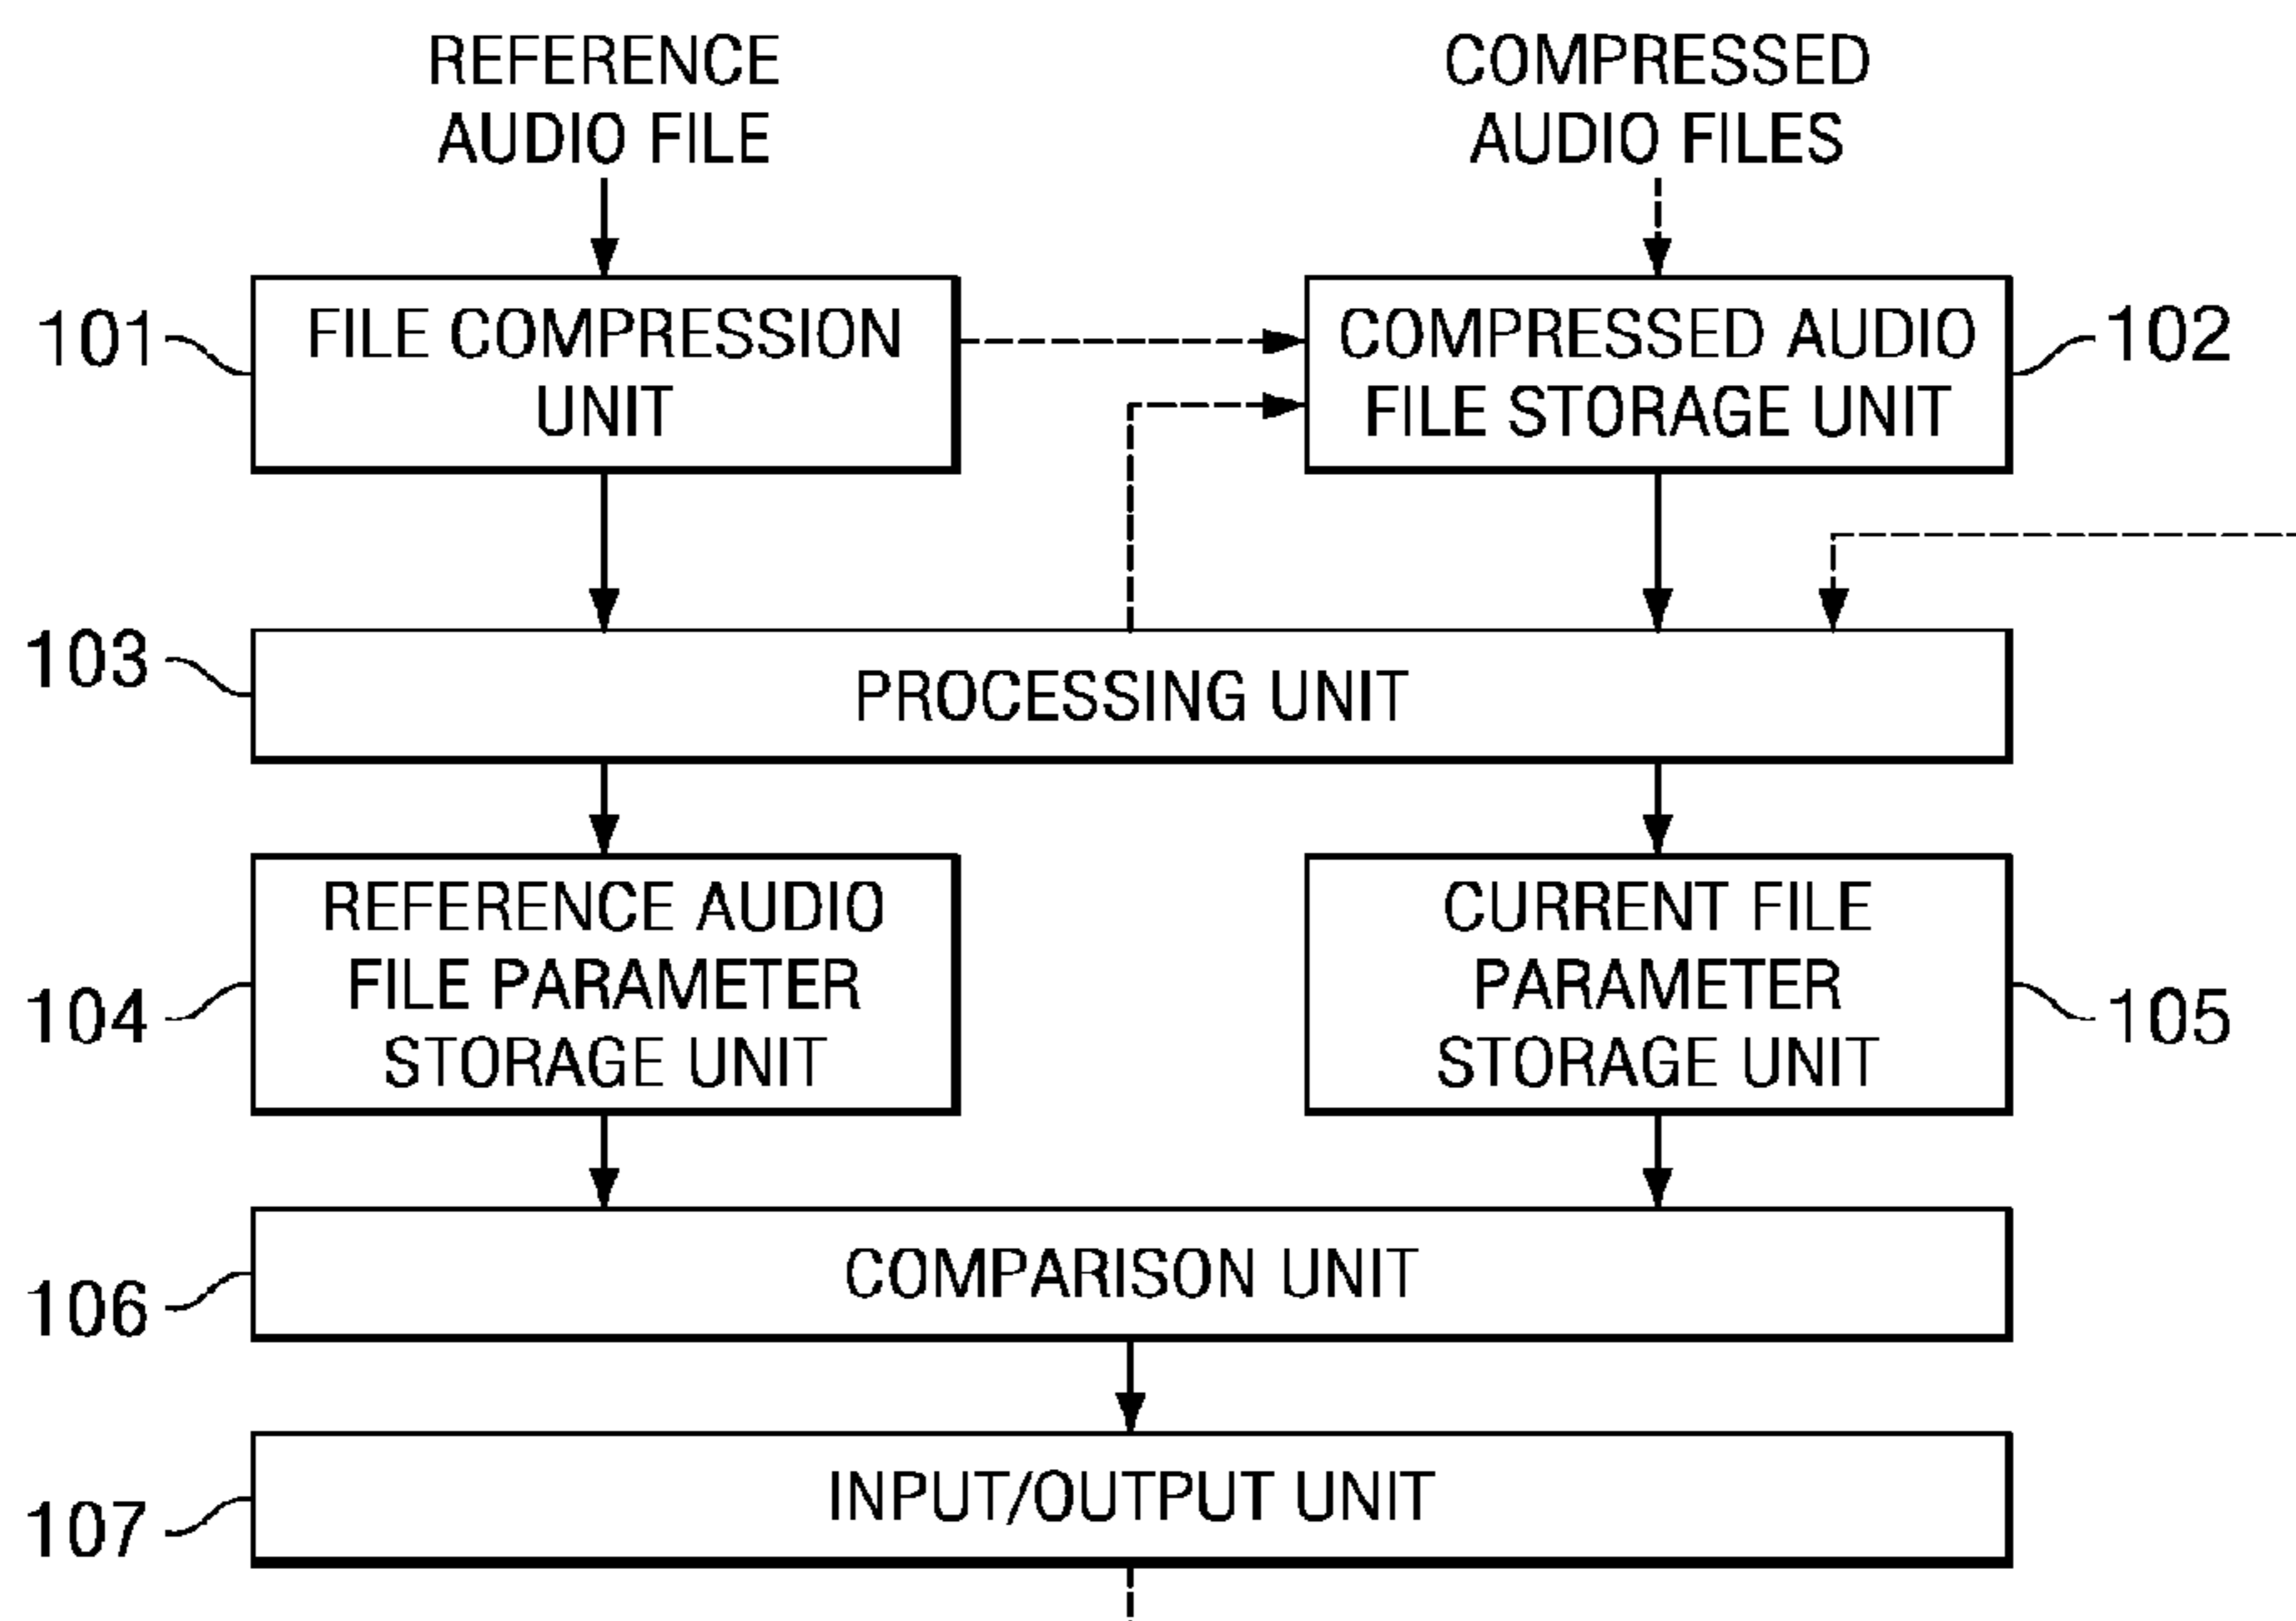 REFERENCE
AUDIO FILE
COMPRESSED
AUDIO FILES
101
FILE COMPRESSION
UNIT
COMPRESSED AUDIO
FILE STORAGE UNIT
102
103
PROCESSING UNIT
104
REFERENCE AUDIO
FILE PARAMETER
STORAGE UNIT
CURRENT FILE
PARAMETER
STORAGE UNIT
105
106
COMPARISON UNIT
107
INPUT/OUTPUT UNIT